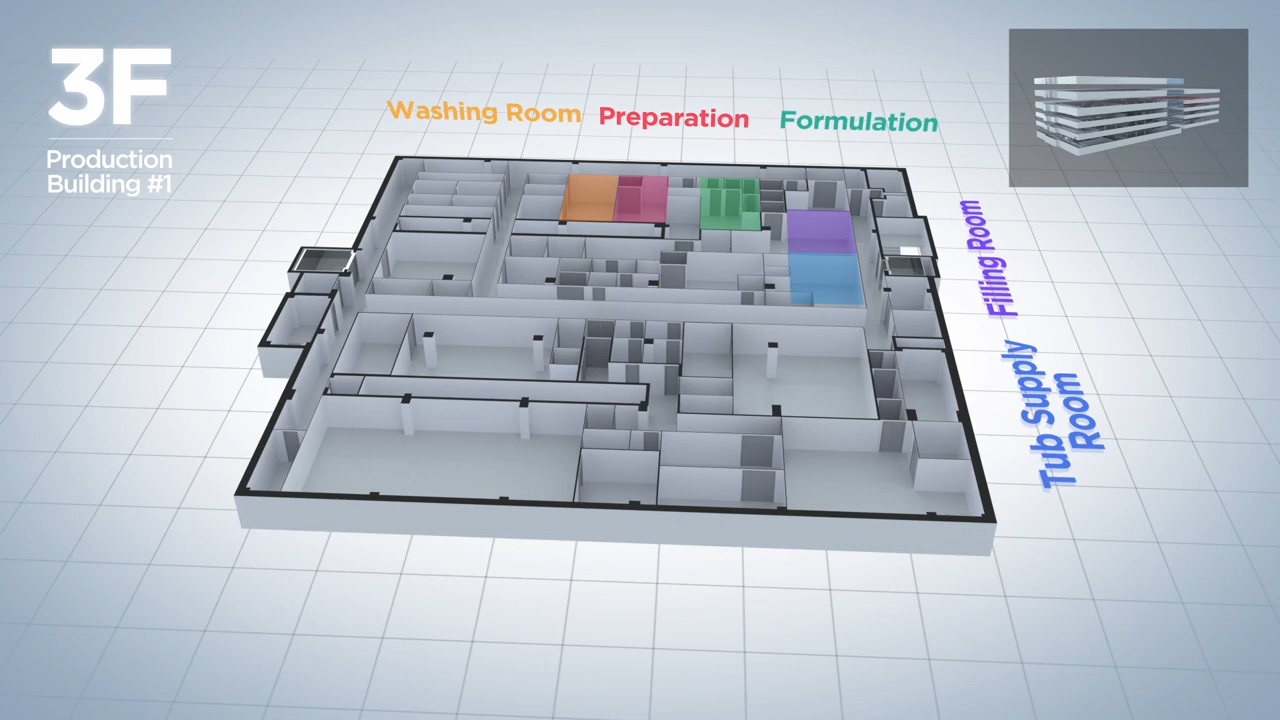 3F
Production
Building #1
Washing Room
Preparation
Formulation
Filling Room
Tub Supply
Room